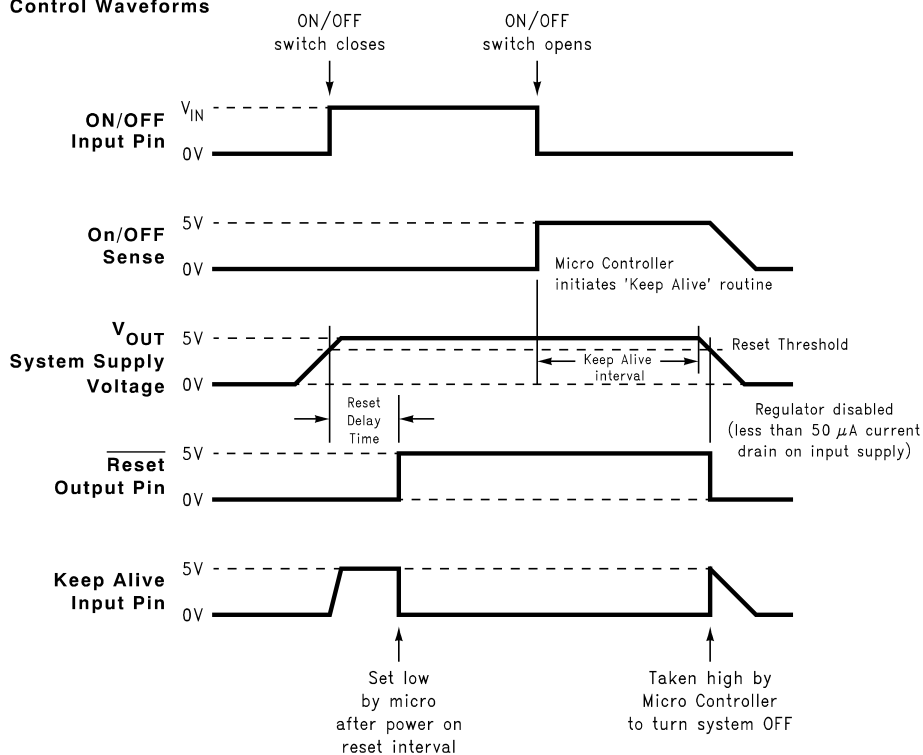 Control Waveforms
ON/OFF
switch closes
ON/OFF
switch opens
ON/OFF
Input Pin
VIN
0V
On/OFF
Sense
5V
0V
Micro Controller
initiates 'Keep Alive' routine
VOUT
System Supply
Voltage
5V
0V
Reset Threshold
Keep Alive
interval
Reset
Delay
Time
Regulator disabled
(less than 50 μA current
drain on input supply)
Reset
Output Pin
5V
0V
Keep Alive
Input Pin
5V
0V
Set low
by micro
after power on
reset interval
Taken high by
Micro Controller
to turn system OFF